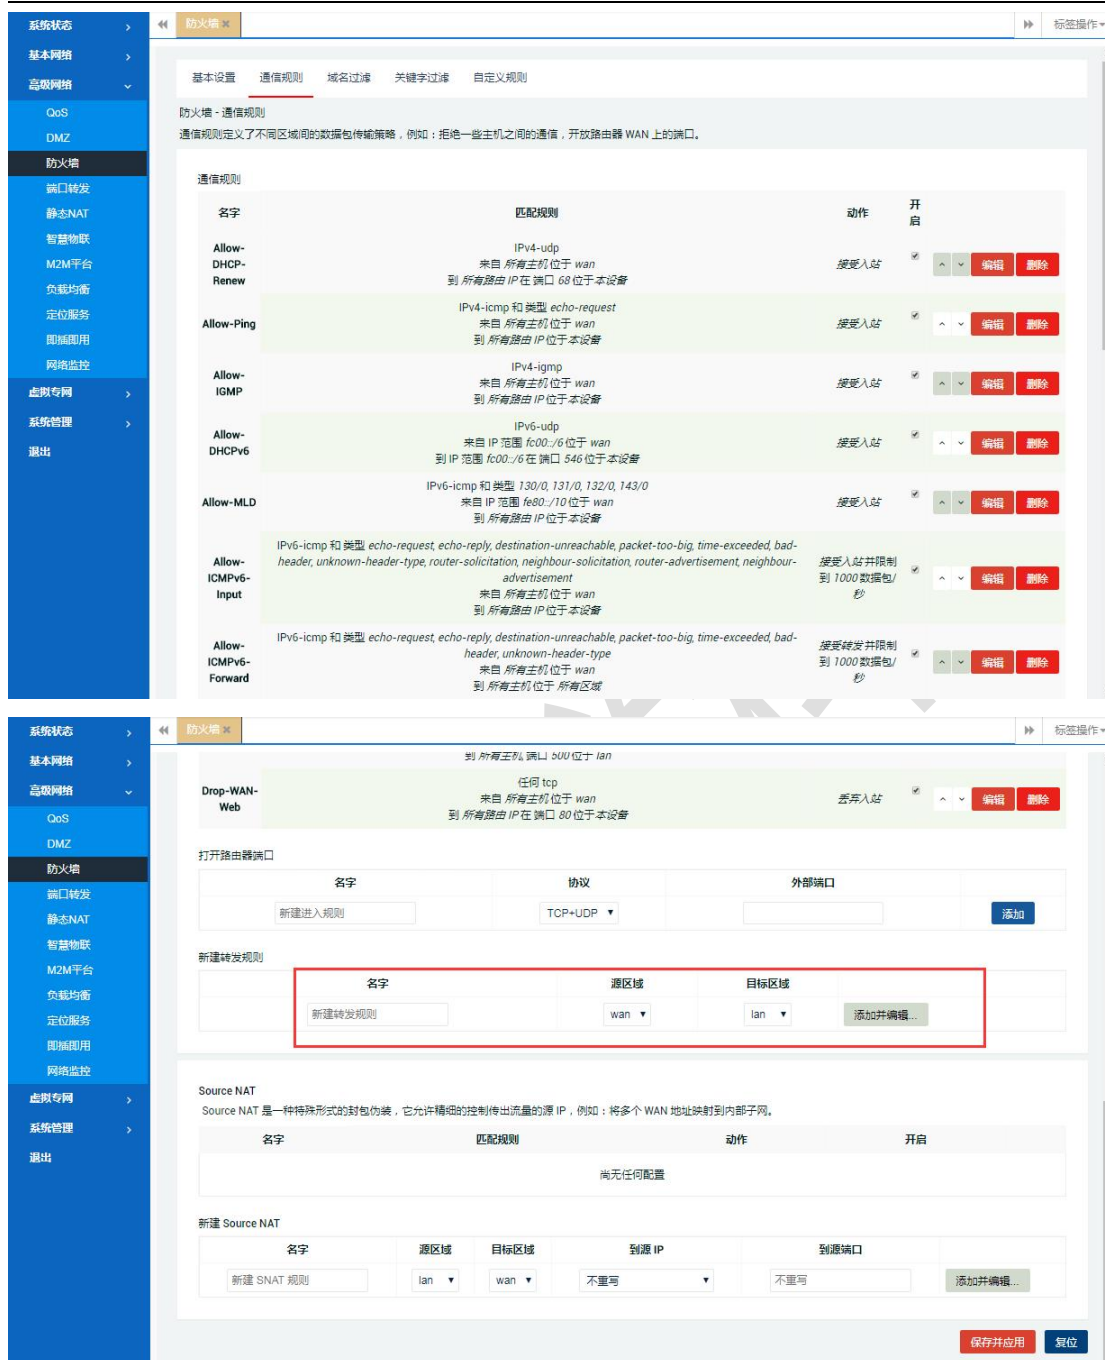 系统状态
基本网络
高级网络
QoS
DMZ
防火墙
端口转发
静态NAT
智慧物联
M2M平台
负载均衡
定位服务
即插即用
网络监控
虚拟专网
系统管理
退出
防火墙
标签操作
基本设置 通信规则 域名过滤 关键字过滤 自定义规则
防火墙 - 通信规则
通信规则定义了不同区域间的数据包传输策略，例如：拒绝一些主机之间的通信，开放路由器 WAN 上的端口。
通信规则
名字 匹配规则 动作 开启
Allow-DHCP-Renew
IPv4-udp
来自 所有主机 位于 wan
到 所有路由 IP 在 端口 68 位于 本设备
接受入站 编辑 删除
Allow-Ping
IPv4-icmp 和 类型 echo-request
来自 所有主机 位于 wan
到 所有路由 IP 位于 本设备
接受入站 编辑 删除
Allow-IGMP
IPv4-igmp
来自 所有主机 位于 wan
到 所有路由 IP 位于 本设备
接受入站 编辑 删除
Allow-DHCPv6
IPv6-udp
来自 IP 范围 fc00::/6 位于 wan
到 IP 范围 fc00::/6 在 端口 546 位于 本设备
接受入站 编辑 删除
Allow-MLD
IPv6-icmp 和 类型 130/0, 131/0, 132/0, 143/0
来自 IP 范围 fe80::/10 位于 wan
到 所有路由 IP 位于 本设备
接受入站 编辑 删除
Allow-ICMPv6-Input
IPv6-icmp 和 类型 echo-request, echo-reply, destination-unreachable, packet-too-big, time-exceeded, bad-
header, unknown-header-type, router-solicitation, neighbour-solicitation, router-advertisement, neighbour-
advertisement
来自 所有主机 位于 wan
到 所有路由 IP 位于 本设备
接受入站 并限制到 1000 数据包/秒 编辑 删除
Allow-ICMPv6-Forward
IPv6-icmp 和 类型 echo-request, echo-reply, destination-unreachable, packet-too-big, time-exceeded, bad-
header, unknown-header-type
来自 所有主机 位于 wan
到 所有主机 位于 所有区域
接受转发 并限制到 1000 数据包/秒 编辑 删除
系统状态
基本网络
高级网络
QoS
DMZ
防火墙
端口转发
静态NAT
智慧物联
M2M平台
负载均衡
定位服务
即插即用
网络监控
虚拟专网
系统管理
退出
防火墙
标签操作
到 所有主机, 端口 500 位于 lan
Drop-WAN-Web
任何 tcp
来自 所有主机 位于 wan
到 所有路由 IP 在 端口 80 位于 本设备
丢弃入站 编辑 删除
打开路由器端口
名字 协议 外部端口
新建进入规则 TCP+UDP 添加
新建转发规则
名字 源区域 目标区域
新建转发规则 wan lan 添加并编辑...
Source NAT
Source NAT 是一种特殊形式的封包伪装，它允许精细的控制传出流量的源 IP，例如：将多个 WAN 地址映射到内部子网。
名字 匹配规则 动作 开启
尚无任何配置
新建 Source NAT
名字 源区域 目标区域 到源 IP 到源端口
新建 SNAT 规则 lan wan 不重写 不重写 添加并编辑...
保存并应用 复位